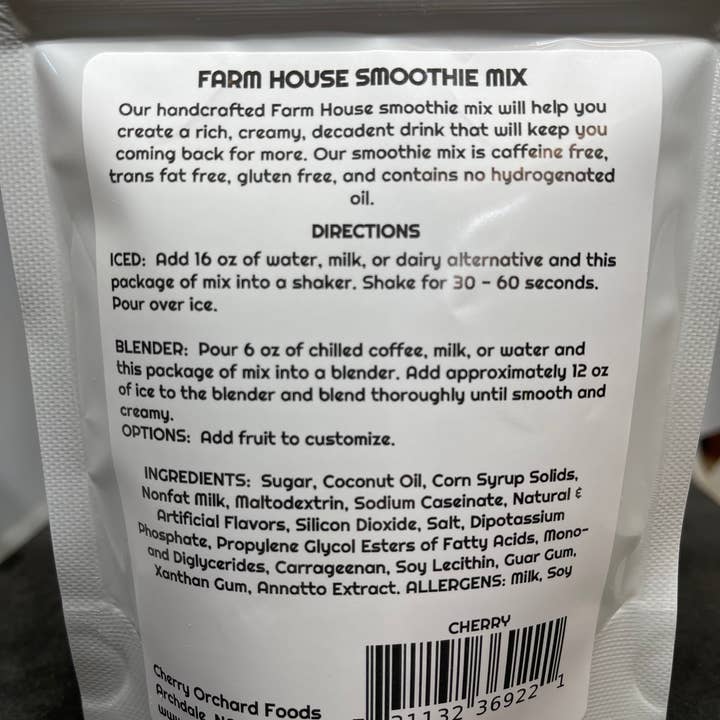 FARM HOUSE SMOOTHIE MIX
Our handcrafted Farm House smoothie mix will help you
create a rich, creamy, decadent drink that will keep you
coming back for more. Our smoothie mix is caffeine free,
trans fat free, gluten free, and contains no hydrogenated
oil.
DIRECTIONS
ICED: Add 16 oz of water, milk, or dairy alternative and this
package of mix into a shaker. Shake for 30 - 60 seconds.
Pour over ice.
BLENDER: Pour 6 oz of chilled coffee, milk, or water and
this package of mix into a blender. Add approximately 12 oz
of ice to the blender and blend thoroughly until smooth and
creamy.
OPTIONS: Add fruit to customize.
INGREDIENTS: Sugar, Coconut Oil, Corn Syrup Solids,
Nonfat Milk, Maltodextrin, Sodium Caseinate, Natural &
Artificial Flavors, Silicon Dioxide, Salt, Dipotassium
Phosphate, Propylene Glycol Esters of Fatty Acids, Mono-
and Diglycerides, Carrageenan, Soy Lecithin, Guar Gum,
Xanthan Gum, Annatto Extract. ALLERGENS: Milk, Soy
CHERRY
Cherry Orchard Foods
Archdale,
36922 1